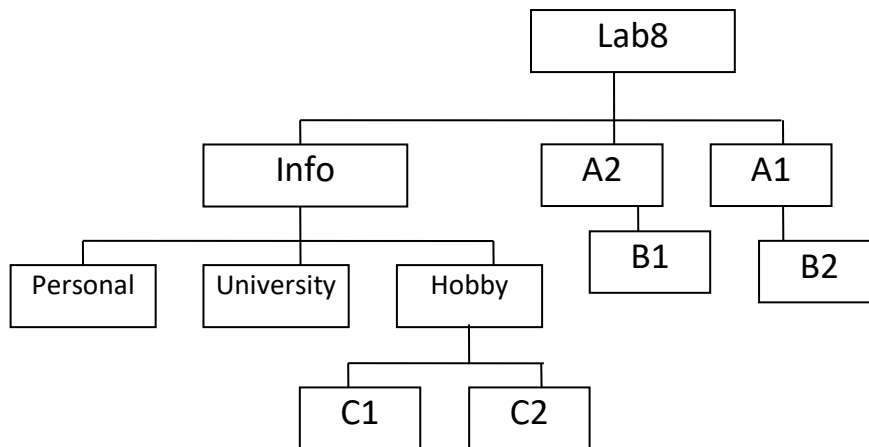 Lab8
Info
A2
A1
B1
B2
Personal
University
Hobby
C1
C2